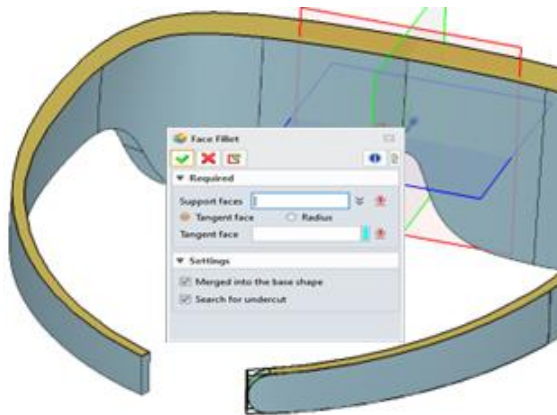 Face Fillet
Required
Support faces
Tangent face Radius
Tangent face
Settings
Merged into the base shape
Search for undercut